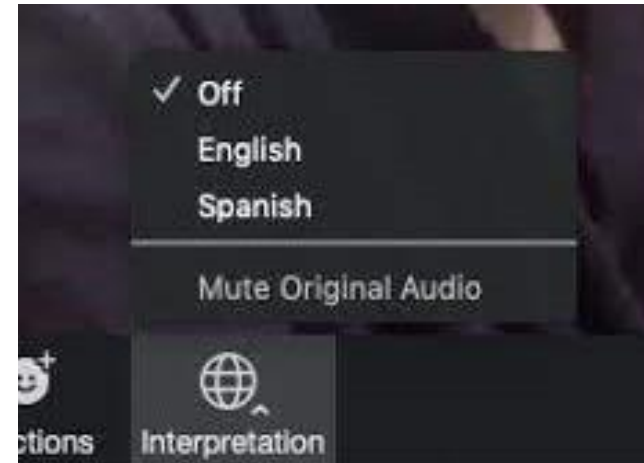 Off
English
Spanish
Mute Original Audio
ctions
Interpretation